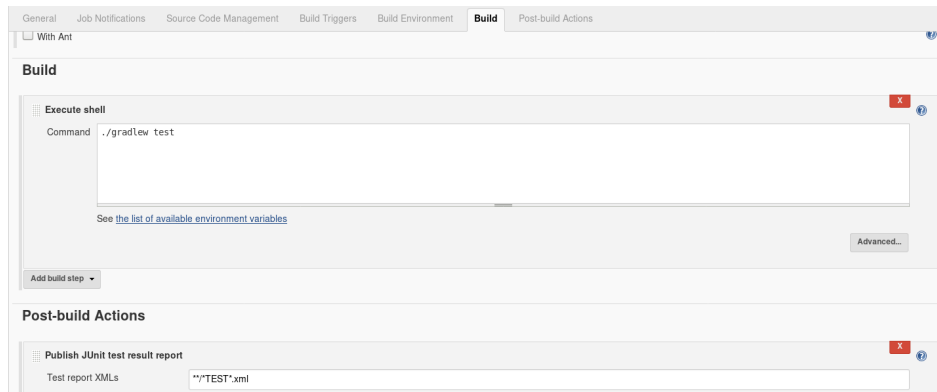 General Job Notifications Source Code Management Build Triggers Build Environment Build Post-build Actions
With Ant
Build
X
Execute shell
Command ./gradlew test
See the list of available environment variables
Advanced...
Add build step
Post-build Actions
X
Publish JUnit test result report
Test report XMLs **/*TEST*.xml